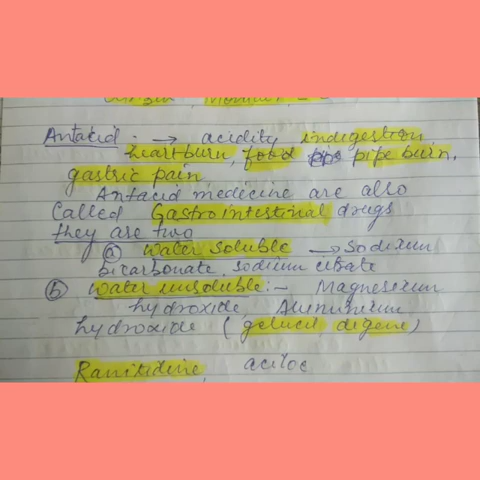 Antacid. → acidity indigestion
heartburn, food pipe burn,
gastric pain
Antacid medicine are also
Called Gastrointestinal drugs
they are two
(a) Water soluble → Sodium
bicarbonate. sodium citrate
(b) Water insoluble :- Magnesium
hydroxide, Aluminium
hydroxide (gelucil digene)
Ranitidine, aciloc